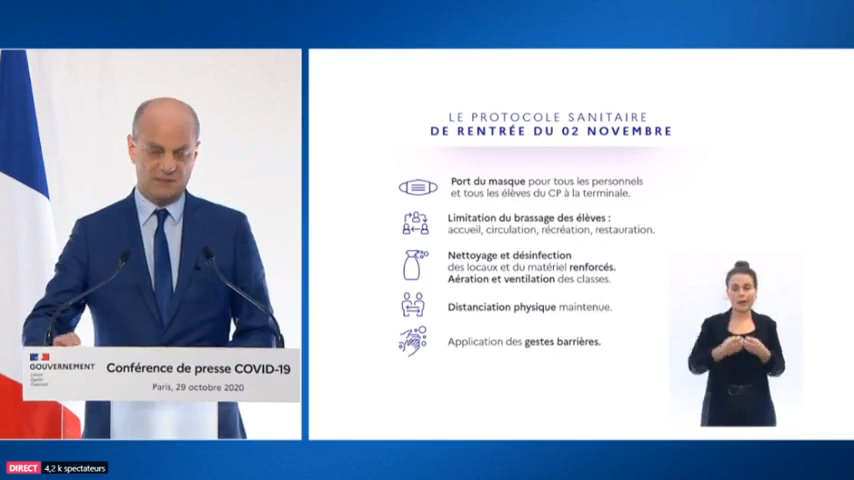 LE PROTOCOLE SANITAIRE
DE RENTRÉE DU 02 NOVEMBRE
Port du masque pour tous les personnels
et tous les élèves du CP à la terminale.
Limitation du brassage des élèves :
accueil, circulation, récréation, restauration.
Nettoyage et désinfection
des locaux et du matériel renforcés.
Aération et ventilation des classes.
Distanciation physique maintenue.
Application des gestes barrières.
GOUVERNEMENT
Liberté
Égalité
Fraternité
Conférence de presse COVID-19
Paris, 29 octobre 2020
DIRECT 4,2 k spectateurs